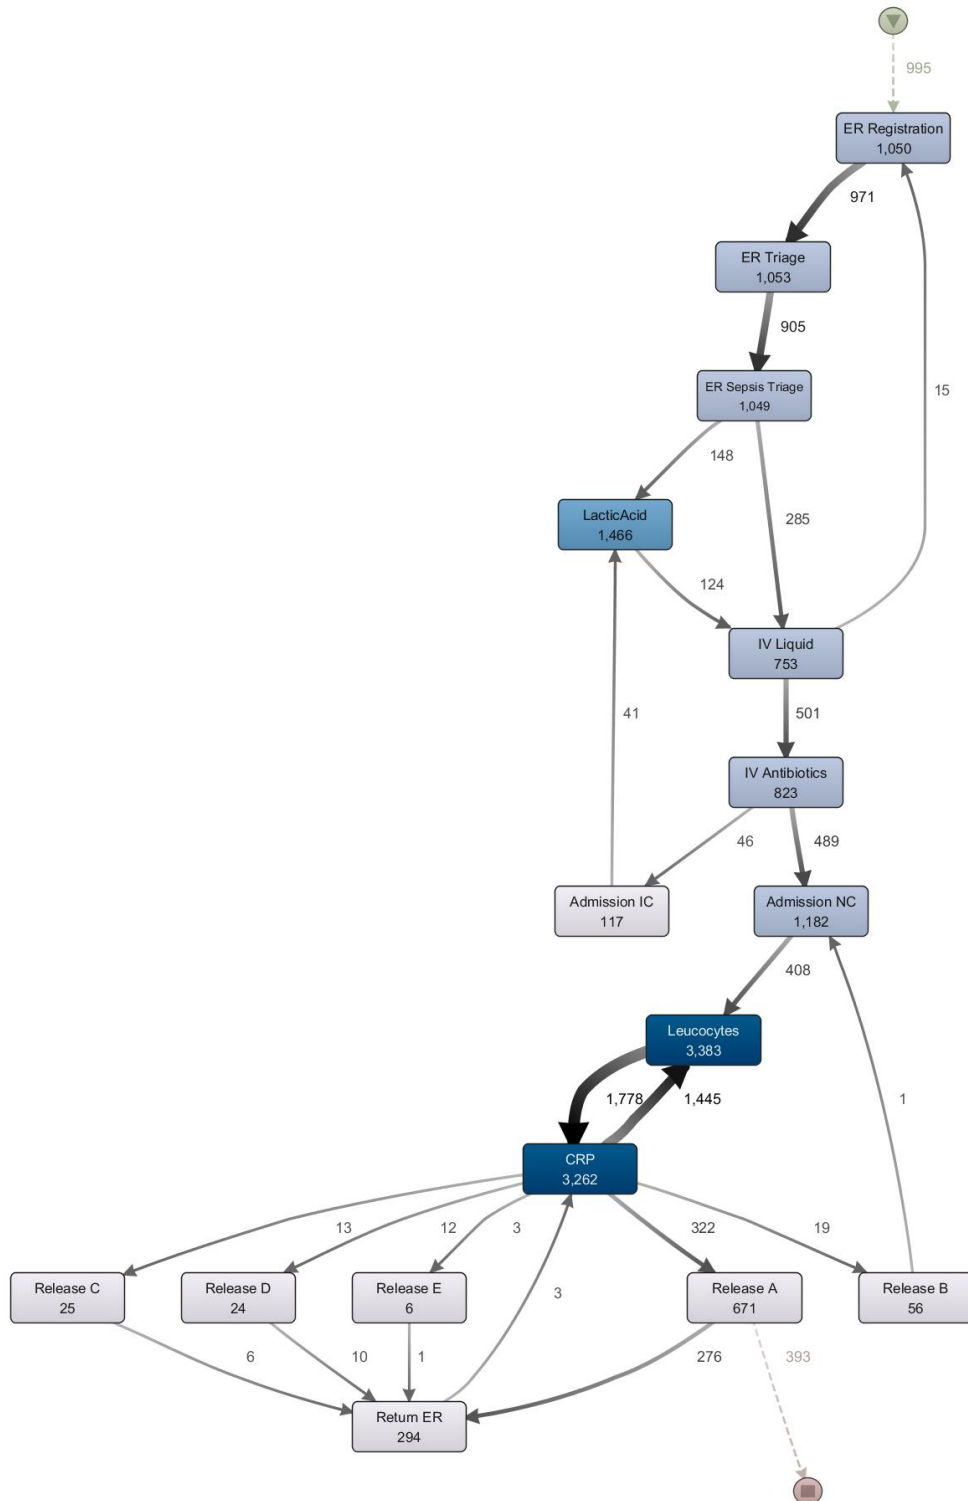 995
ER Registration
1,050
971
ER Triage
1,053
905
ER Sepsis Triage
1,049
15
148
LacticAcid
1,466
285
124
IV Liquid
753
41
501
IV Antibiotics
823
46
489
Admission IC
117
Admission NC
1,182
408
Leucocytes
3,383
1,778
1,445
1
CRP
3,262
13
12
3
322
19
Release C
25
Release D
24
Release E
6
Release A
671
Release B
56
3
6
10
1
276
393
Return ER
294